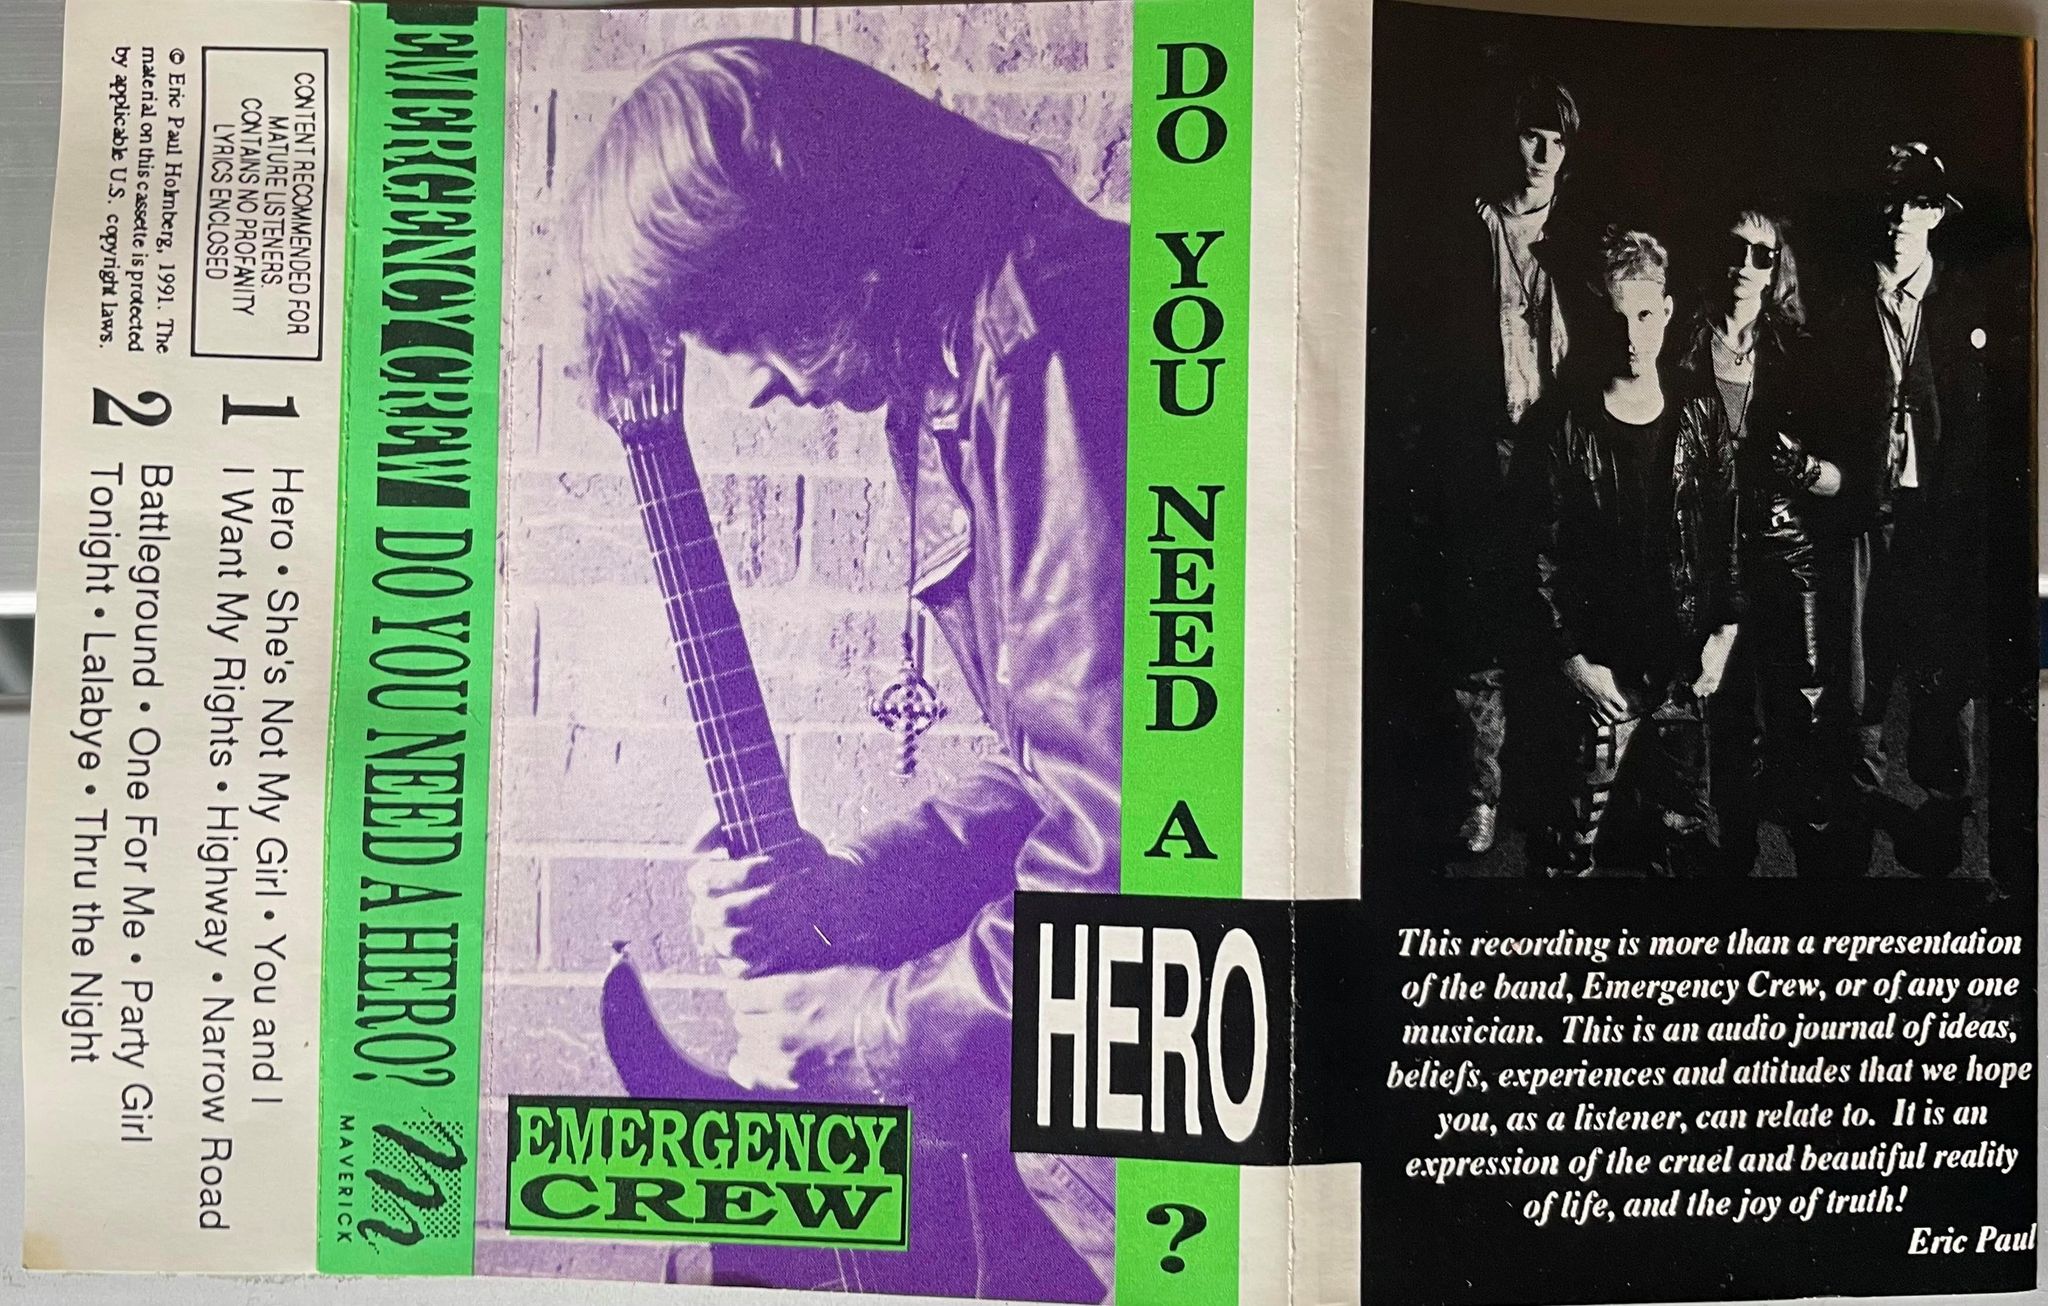 CONTENT RECOMMENDED FOR
MATURE LISTENERS.
CONTAINS NO PROFANITY
LYRICS ENCLOSED
© Eric Paul Holmberg, 1991. The
material on this cassette is protected
by applicable U.S. copyright laws.
1
Hero • She's Not My Girl • You and I
I Want My Rights • Highway • Narrow Road
2
Battleground • One For Me • Party Girl
Tonight • Lalabye • Thru the Night
EMERGENCY CREW DO YOU NEED A HERO?
m
MAVERICK
DO YOU NEED A
HERO
?
EMERGENCY
CREW
This recording is more than a representation
of the band, Emergency Crew, or of any one
musician. This is an audio journal of ideas,
beliefs, experiences and attitudes that we hope
you, as a listener, can relate to. It is an
expression of the cruel and beautiful reality
of life, and the joy of truth!
Eric Paul